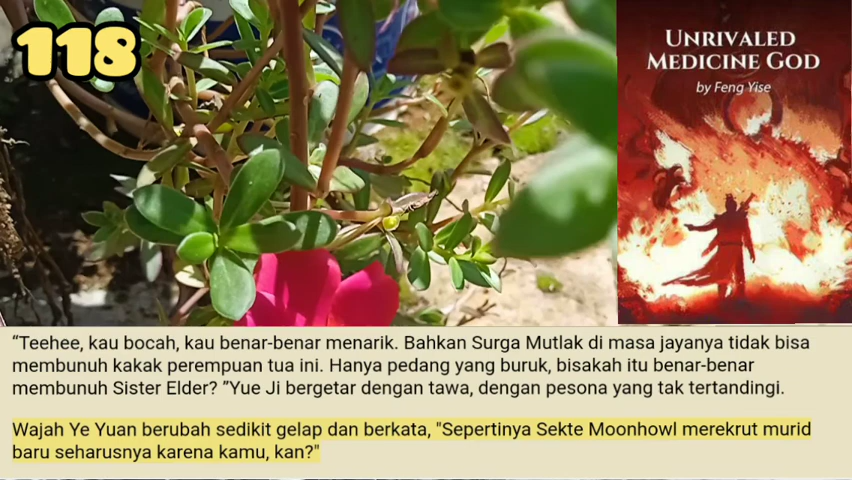 118
UNRIVALED
MEDICINE GOD
by Feng Yise
“Teehee, kau bocah, kau benar-benar menarik. Bahkan Surga Mutlak di masa jayanya tidak bisa
membunuh kakak perempuan tua ini. Hanya pedang yang buruk, bisakah itu benar-benar
membunuh Sister Elder? ”Yue Ji bergetar dengan tawa, dengan pesona yang tak tertandingi.
Wajah Ye Yuan berubah sedikit gelap dan berkata, "Sepertinya Sekte Moonhowl merekrut murid
baru seharusnya karena kamu, kan?"